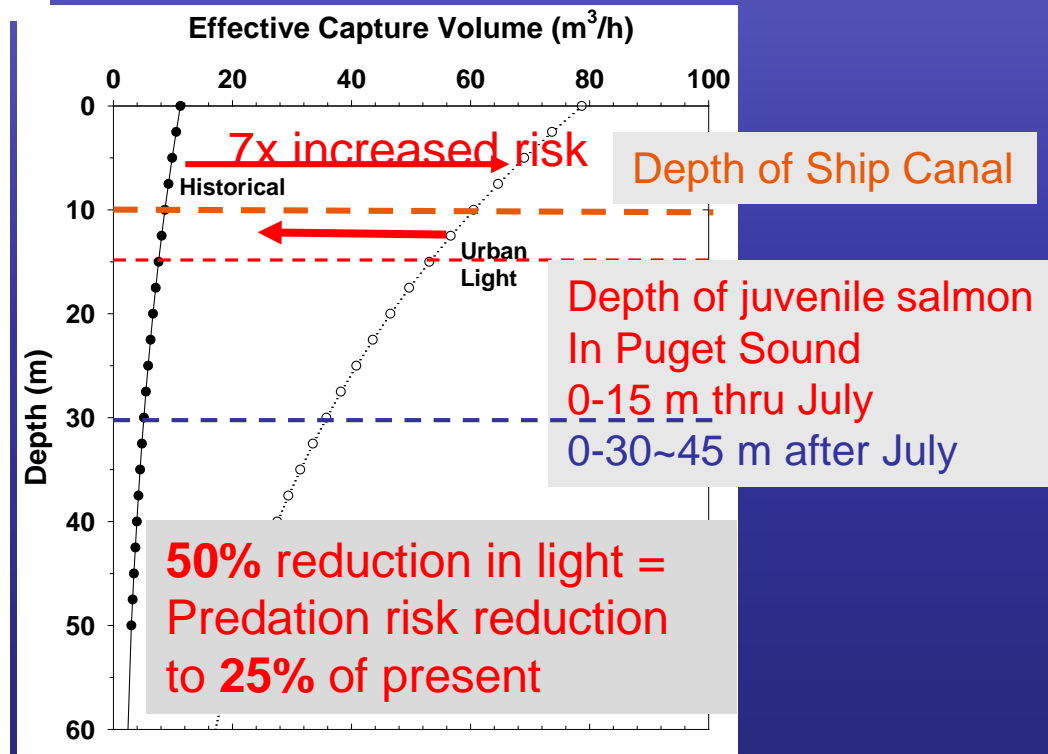 Effective Capture Volume (m³/h)
0 20 40 60 80 100
0
7x increased risk
Depth of Ship Canal
Historical
10
Urban
Light
Depth of juvenile salmon
In Puget Sound
0-15 m thru July
0-30~45 m after July
20
30
Depth (m)
40
50% reduction in light =
Predation risk reduction
to 25% of present
50
60